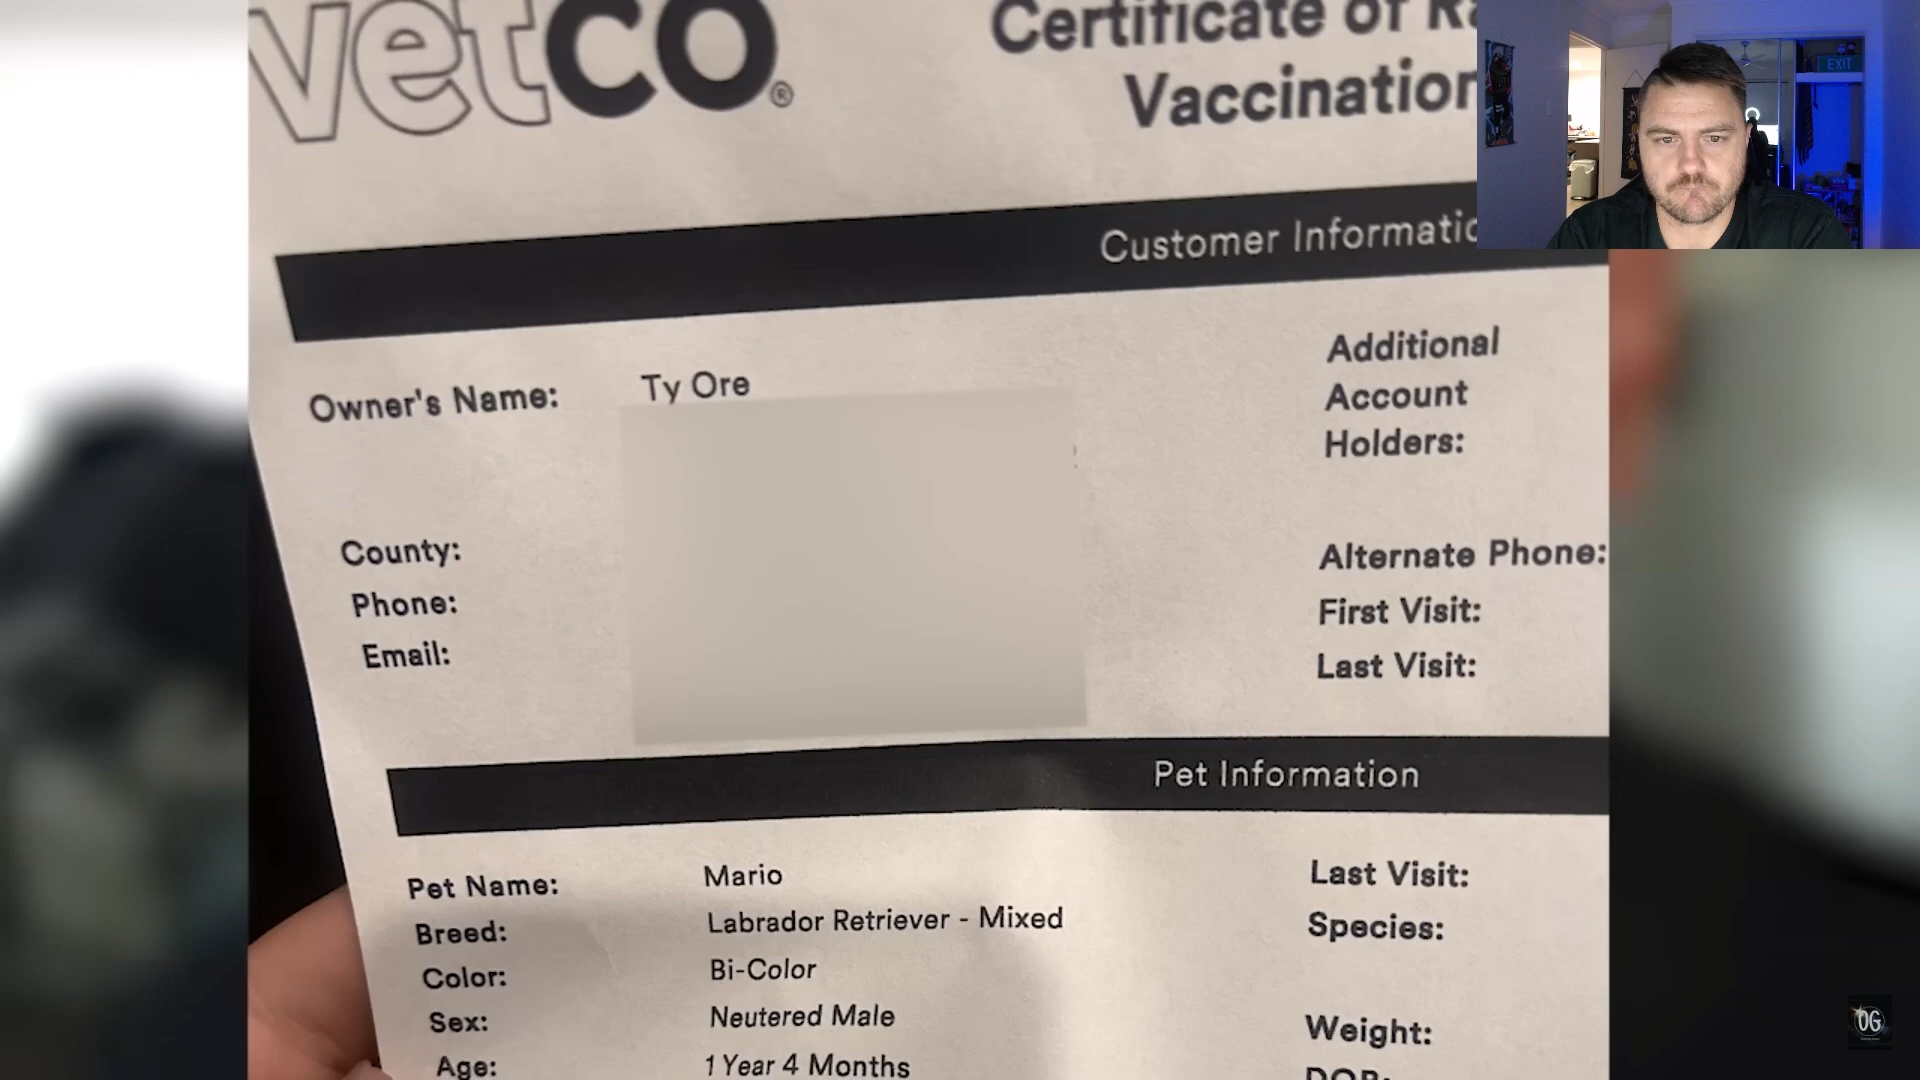 vetco®
Certificate of
Vaccination
Customer Informatio
Owner's Name: Ty Ore
Additional
Account
Holders:
County:
Phone:
Email:
Alternate Phone:
First Visit:
Last Visit:
Pet Information
Pet Name: Mario
Breed: Labrador Retriever - Mixed
Color: Bi-Color
Sex: Neutered Male
Age: 1 Year 4 Months
Last Visit:
Species:
Weight:
DOB:
EXIT
OG